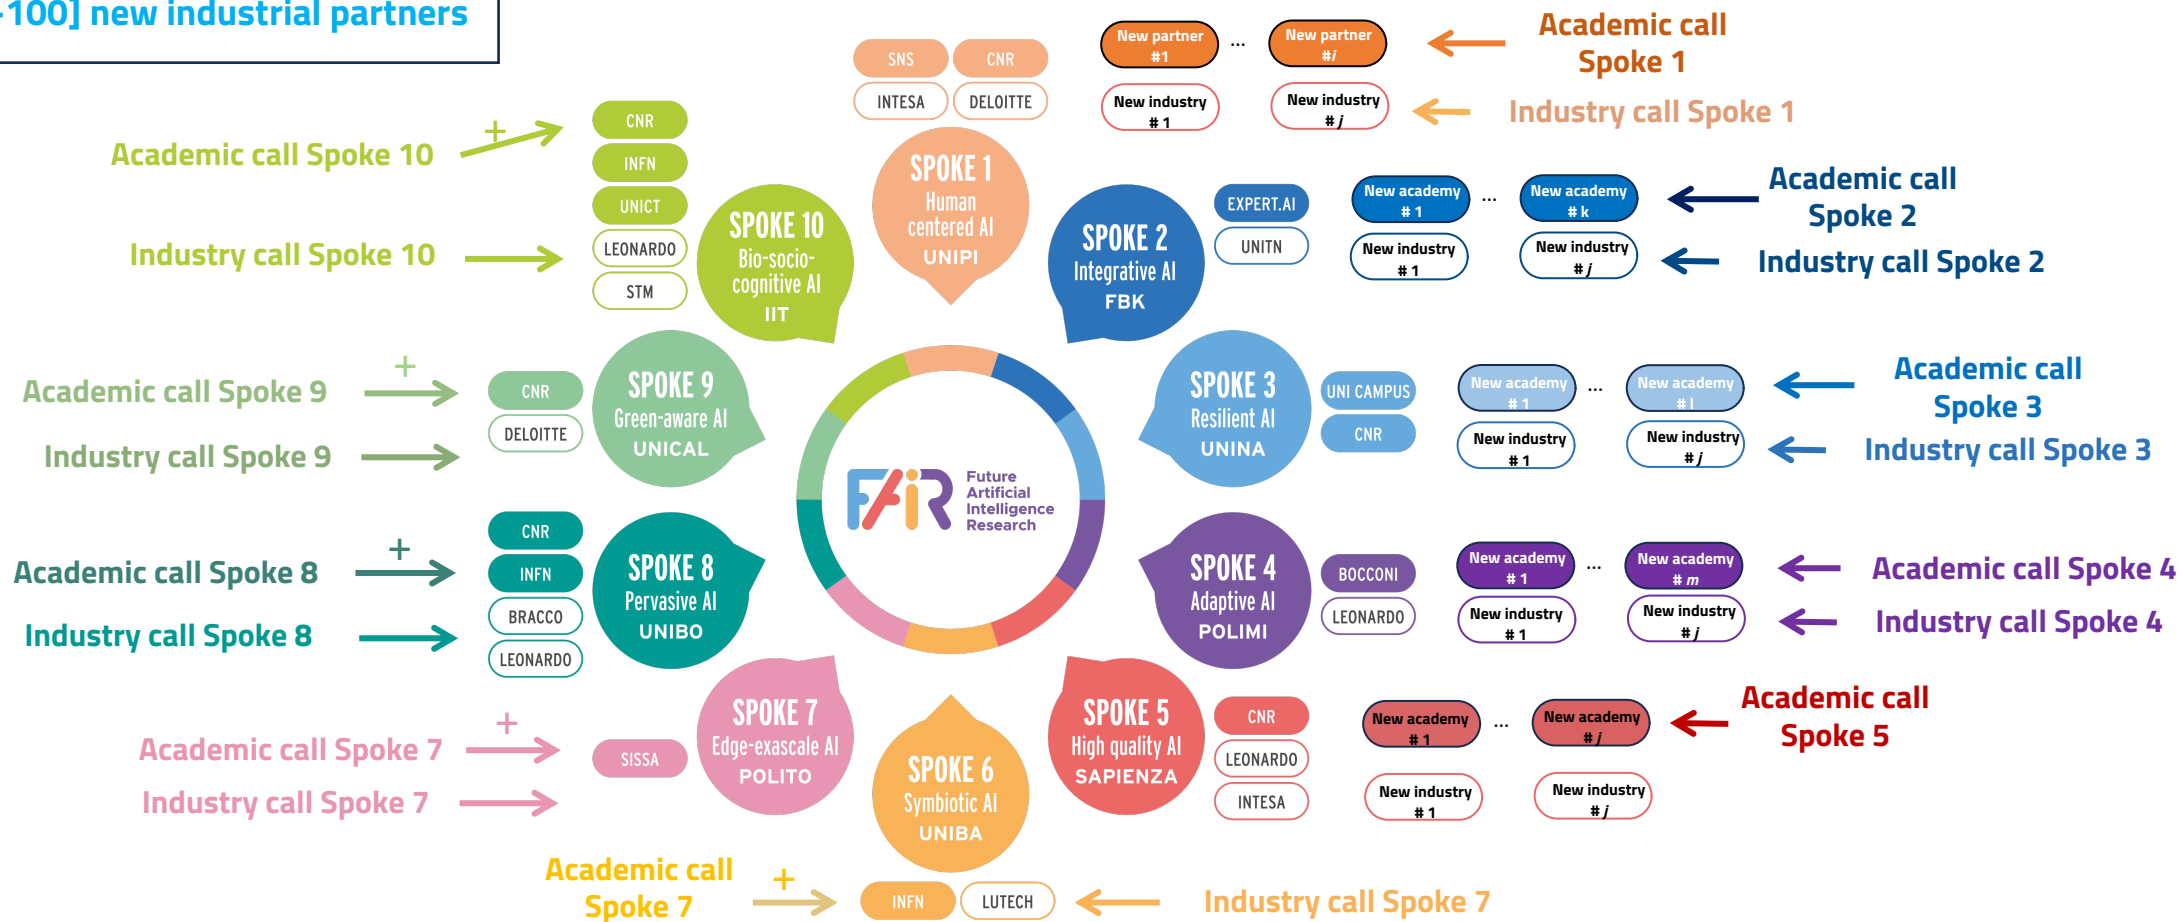 -100] new industrial partners
SNS
CNR
INTESA
DELOITTE
New partner
#1
...
New partner
#i
Academic call
Spoke 1
New industry
# 1
New industry
# j
Industry call Spoke 1
Academic call Spoke 10
+
CNR
INFN
UNICT
LEONARDO
STM
Industry call Spoke 10
SPOKE 10
Bio-socio-
cognitive AI
IIT
SPOKE 1
Human
centered AI
UNIPI
SPOKE 2
Integrative AI
FBK
EXPERT.AI
UNITN
New academy
# 1
...
New academy
# k
Academic call
Spoke 2
New industry
# 1
New industry
# j
Industry call Spoke 2
Academic call Spoke 9
+
CNR
DELOITTE
Industry call Spoke 9
SPOKE 9
Green-aware AI
UNICAL
SPOKE 3
Resilient AI
UNINA
UNI CAMPUS
CNR
New academy
# 1
...
New academy
# l
Academic call
Spoke 3
New industry
# 1
New industry
# j
Industry call Spoke 3
FAiR
Future
Artificial
Intelligence
Research
Academic call Spoke 8
+
CNR
INFN
BRACCO
LEONARDO
Industry call Spoke 8
SPOKE 8
Pervasive AI
UNIBO
SPOKE 4
Adaptive AI
POLIMI
BOCCONI
LEONARDO
New academy
# 1
...
New academy
# m
Academic call Spoke 4
New industry
# 1
New industry
# j
Industry call Spoke 4
Academic call Spoke 7
+
SISSA
Industry call Spoke 7
SPOKE 7
Edge-exascale AI
POLITO
SPOKE 6
Symbiotic AI
UNIBA
SPOKE 5
High quality AI
SAPIENZA
CNR
LEONARDO
INTESA
New academy
# 1
...
New academy
# j
Academic call
Spoke 5
New industry
# 1
New industry
# j
Academic call
Spoke 7
+
INFN
LUTECH
Industry call Spoke 7